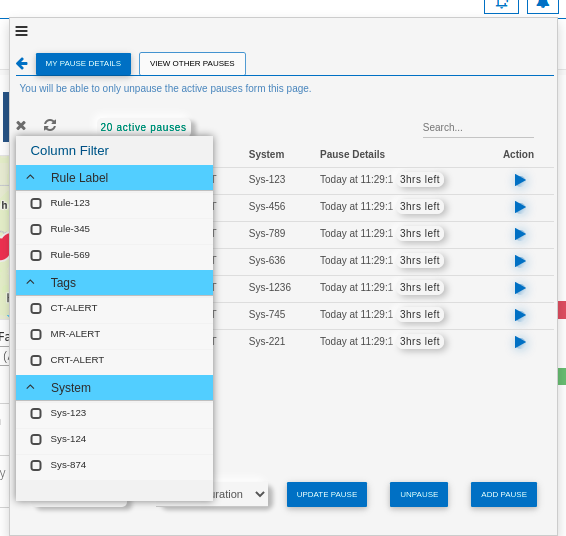 MY PAUSE DETAILS
VIEW OTHER PAUSES
You will be able to only unpause the active pauses form this page.
20 active pauses
Search...
Column Filter
Rule Label
Rule-123
Rule-345
Rule-569
Tags
CT-ALERT
MR-ALERT
CRT-ALERT
System
Sys-123
Sys-124
Sys-874
System Pause Details Action
T Sys-123 Today at 11:29:1 3hrs left
T Sys-456 Today at 11:29:1 3hrs left
T Sys-789 Today at 11:29:1 3hrs left
T Sys-636 Today at 11:29:1 3hrs left
T Sys-1236 Today at 11:29:1 3hrs left
T Sys-745 Today at 11:29:1 3hrs left
T Sys-221 Today at 11:29:1 3hrs left
uration
UPDATE PAUSE
UNPAUSE
ADD PAUSE
h
Fa
(
y